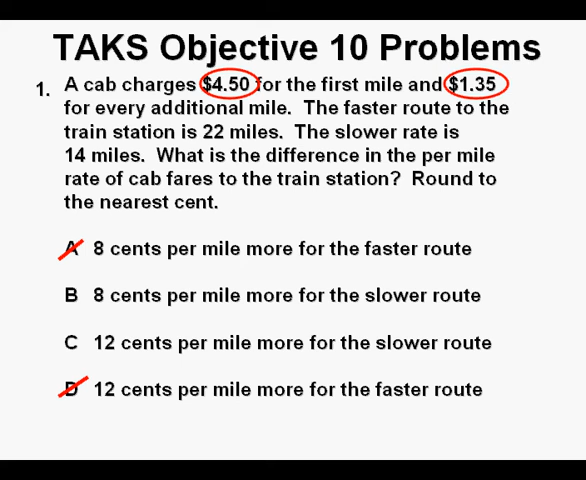 TAKS Objective 10 Problems
1. A cab charges $4.50 for the first mile and $1.35
for every additional mile. The faster route to the
train station is 22 miles. The slower rate is
14 miles. What is the difference in the per mile
rate of cab fares to the train station? Round to
the nearest cent.
A 8 cents per mile more for the faster route
B 8 cents per mile more for the slower route
C 12 cents per mile more for the slower route
D 12 cents per mile more for the faster route